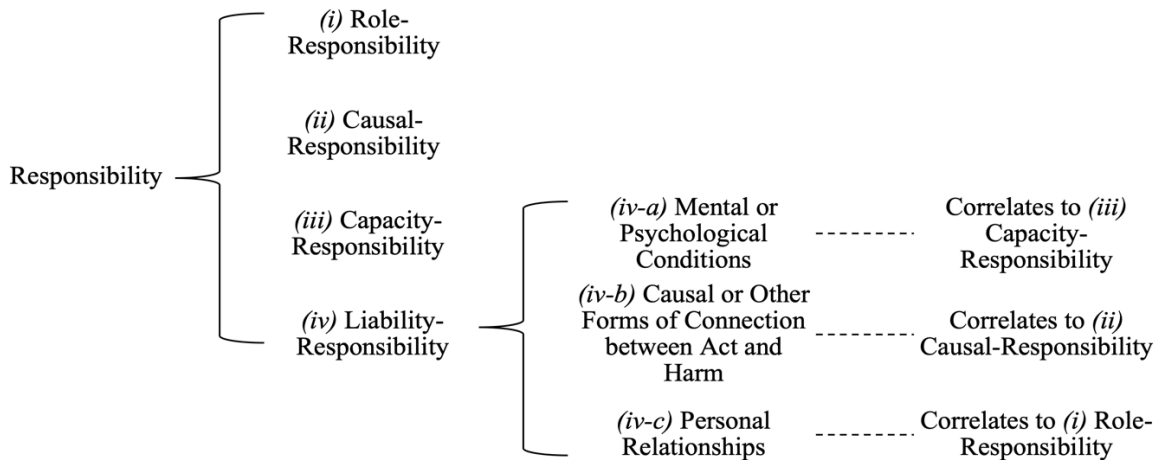 Responsibility
(i) Role-
Responsibility
(ii) Causal-
Responsibility
(iii) Capacity-
Responsibility
(iv) Liability-
Responsibility
(iv-a) Mental or
Psychological
Conditions
Correlates to (iii)
Capacity-
Responsibility
(iv-b) Causal or Other
Forms of Connection
between Act and
Harm
Correlates to (ii)
Causal-Responsibility
(iv-c) Personal
Relationships
Correlates to (i) Role-
Responsibility